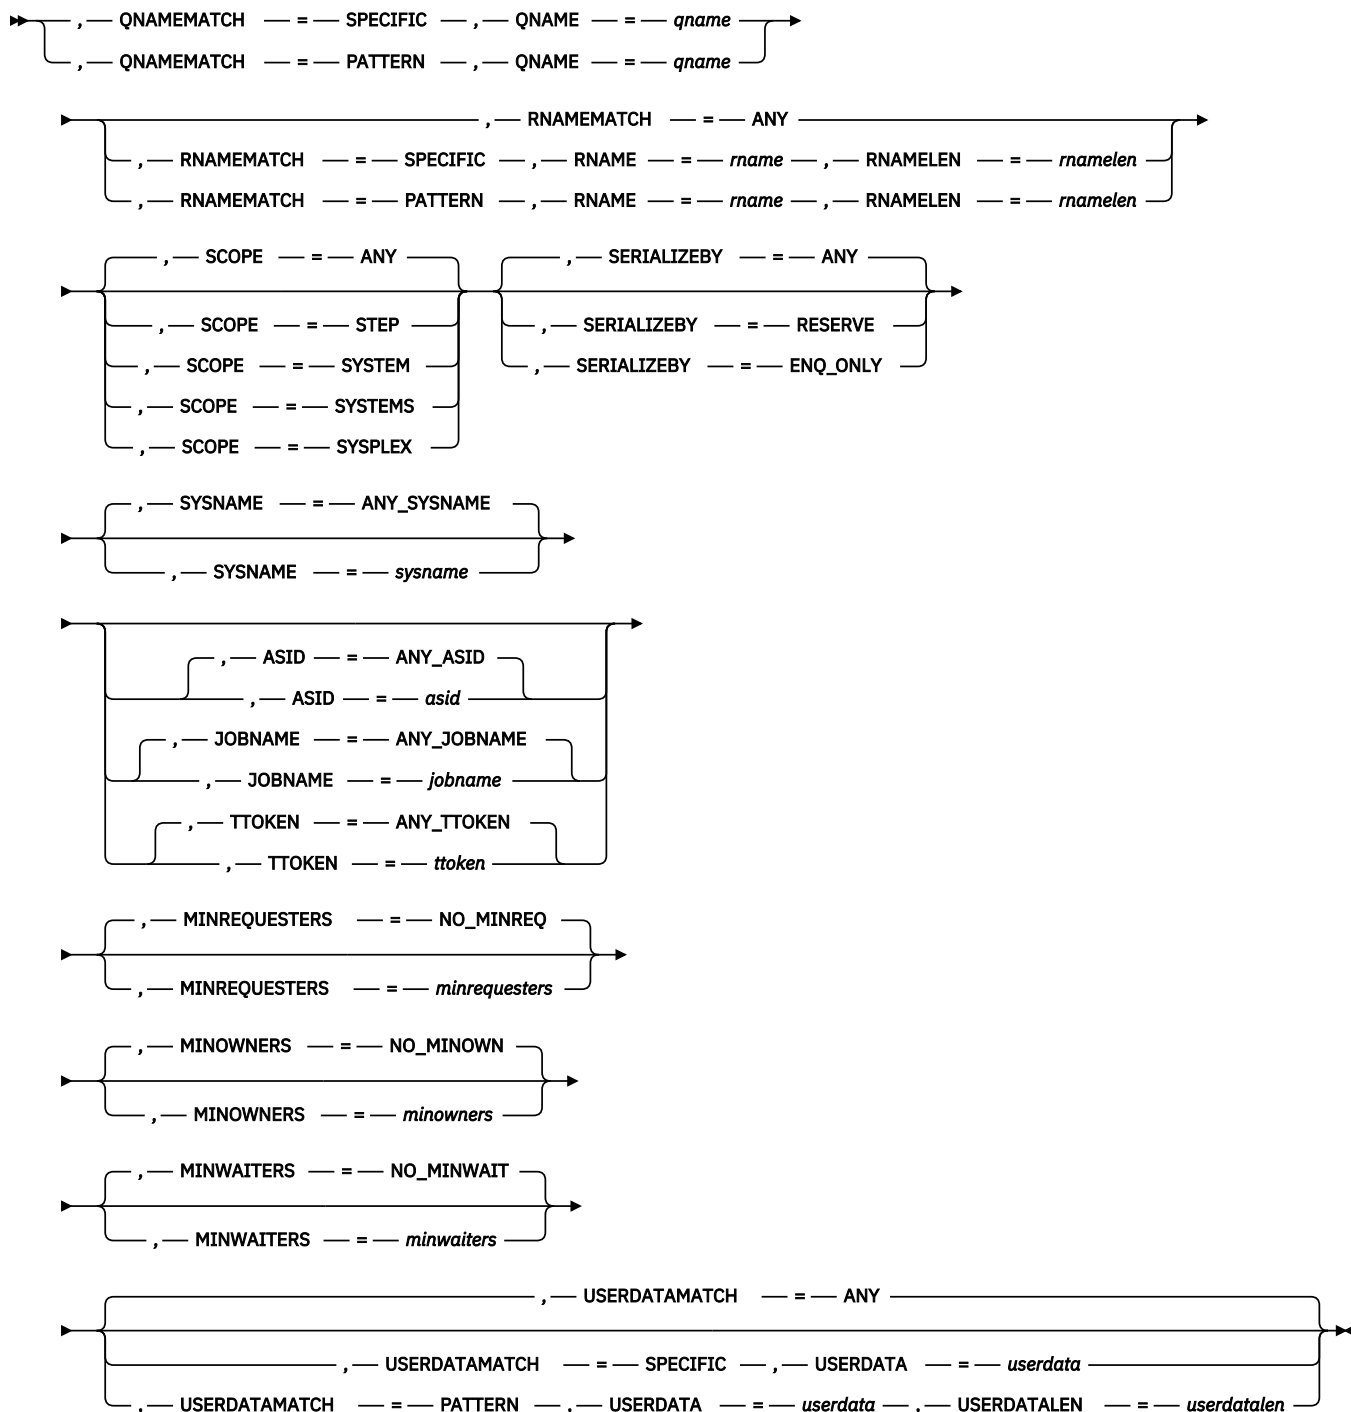 , QNAMEMATCH = SPECIFIC , QNAME = qname
, QNAMEMATCH = PATTERN , QNAME = qname
, RNAMEMATCH = ANY
, RNAMEMATCH = SPECIFIC , RNAME = rname , RNAMELEN = rnamelen
, RNAMEMATCH = PATTERN , RNAME = rname , RNAMELEN = rnamelen
, SCOPE = ANY
, SCOPE = STEP
, SCOPE = SYSTEM
, SCOPE = SYSTEMS
, SCOPE = SYSPLEX
, SERIALIZEBY = ANY
, SERIALIZEBY = RESERVE
, SERIALIZEBY = ENQ_ONLY
, SYSNAME = ANY_SYSNAME
, SYSNAME = sysname
, ASID = ANY_ASID
, ASID = asid
, JOBNAME = ANY_JOBNAME
, JOBNAME = jobname
, TTOKEN = ANY_TTOKEN
, TTOKEN = ttoken
, MINREQUESTERS = NO_MINREQ
, MINREQUESTERS = minrequesters
, MINOWNERS = NO_MINOWN
, MINOWNERS = minowners
, MINWAITERS = NO_MINWAIT
, MINWAITERS = minwaiters
, USERDATAMATCH = ANY
, USERDATAMATCH = SPECIFIC , USERDATA = userdata
, USERDATAMATCH = PATTERN , USERDATA = userdata , USERDATALEN = userdatalen